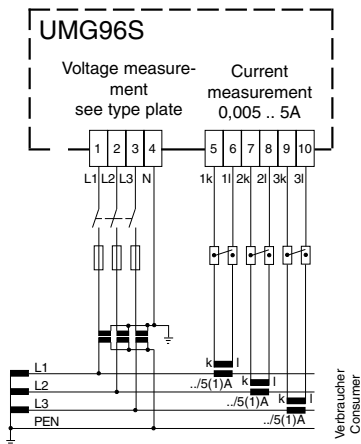 UMG96S
Voltage measure-
ment
see type plate
Current
measurement
0,005 .. 5A
1 2 3 4 5 6 7 8 9 10
L1 L2 L3 N 1k 1l 2k 2l 3k 3l
L1 k l
../5(1)A
L2 k l
../5(1)A
L3 k l
../5(1)A
PEN
Verbraucher
Consumer